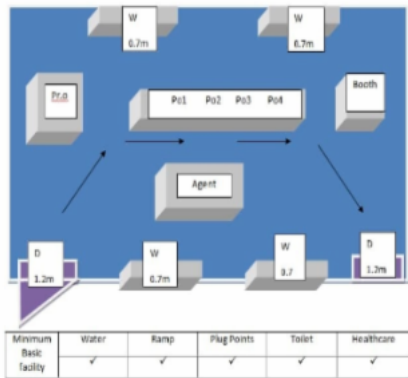 W
0.7m
W
0.7m
Pr.o
Po1 Po2 Po3 Po4
Booth
Agent
D
1.2m
W
0.7m
W
0.7
D
1.2m
Minimum Basic facility Water Ramp Plug Points Toilet Healthcare
✓ ✓ ✓ ✓ ✓